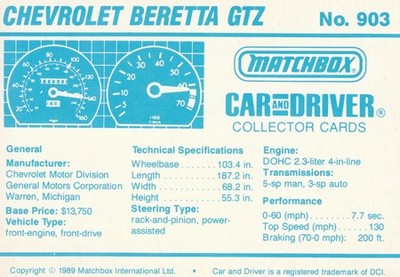 CHEVROLET BERETTA GTZ No. 903
MATCHBOX
CAR AND DRIVER®
COLLECTOR CARDS
General
Manufacturer:
Chevrolet Motor Division
General Motors Corporation
Warren, Michigan
Base Price: $13,750
Vehicle Type:
front-engine, front-drive
Technical Specifications
Wheelbase . . . . . . . 103.4 in.
Length . . . . . . . . . . 187.2 in.
Width . . . . . . . . . . . . 68.2 in.
Height . . . . . . . . . . . 55.3 in.
Steering Type:
rack-and-pinion, power-
assisted
Engine:
DOHC 2.3-liter 4-in-line
Transmissions:
5-sp man, 3-sp auto
Performance
0-60 (mph) . . . . . . . . 7.7 sec.
Top Speed (mph) . . . . . . 130
Braking (70-0 mph): 200 ft.
Copyright © 1989 Matchbox International Ltd. • Car and Driver is a registered trademark of DCI.